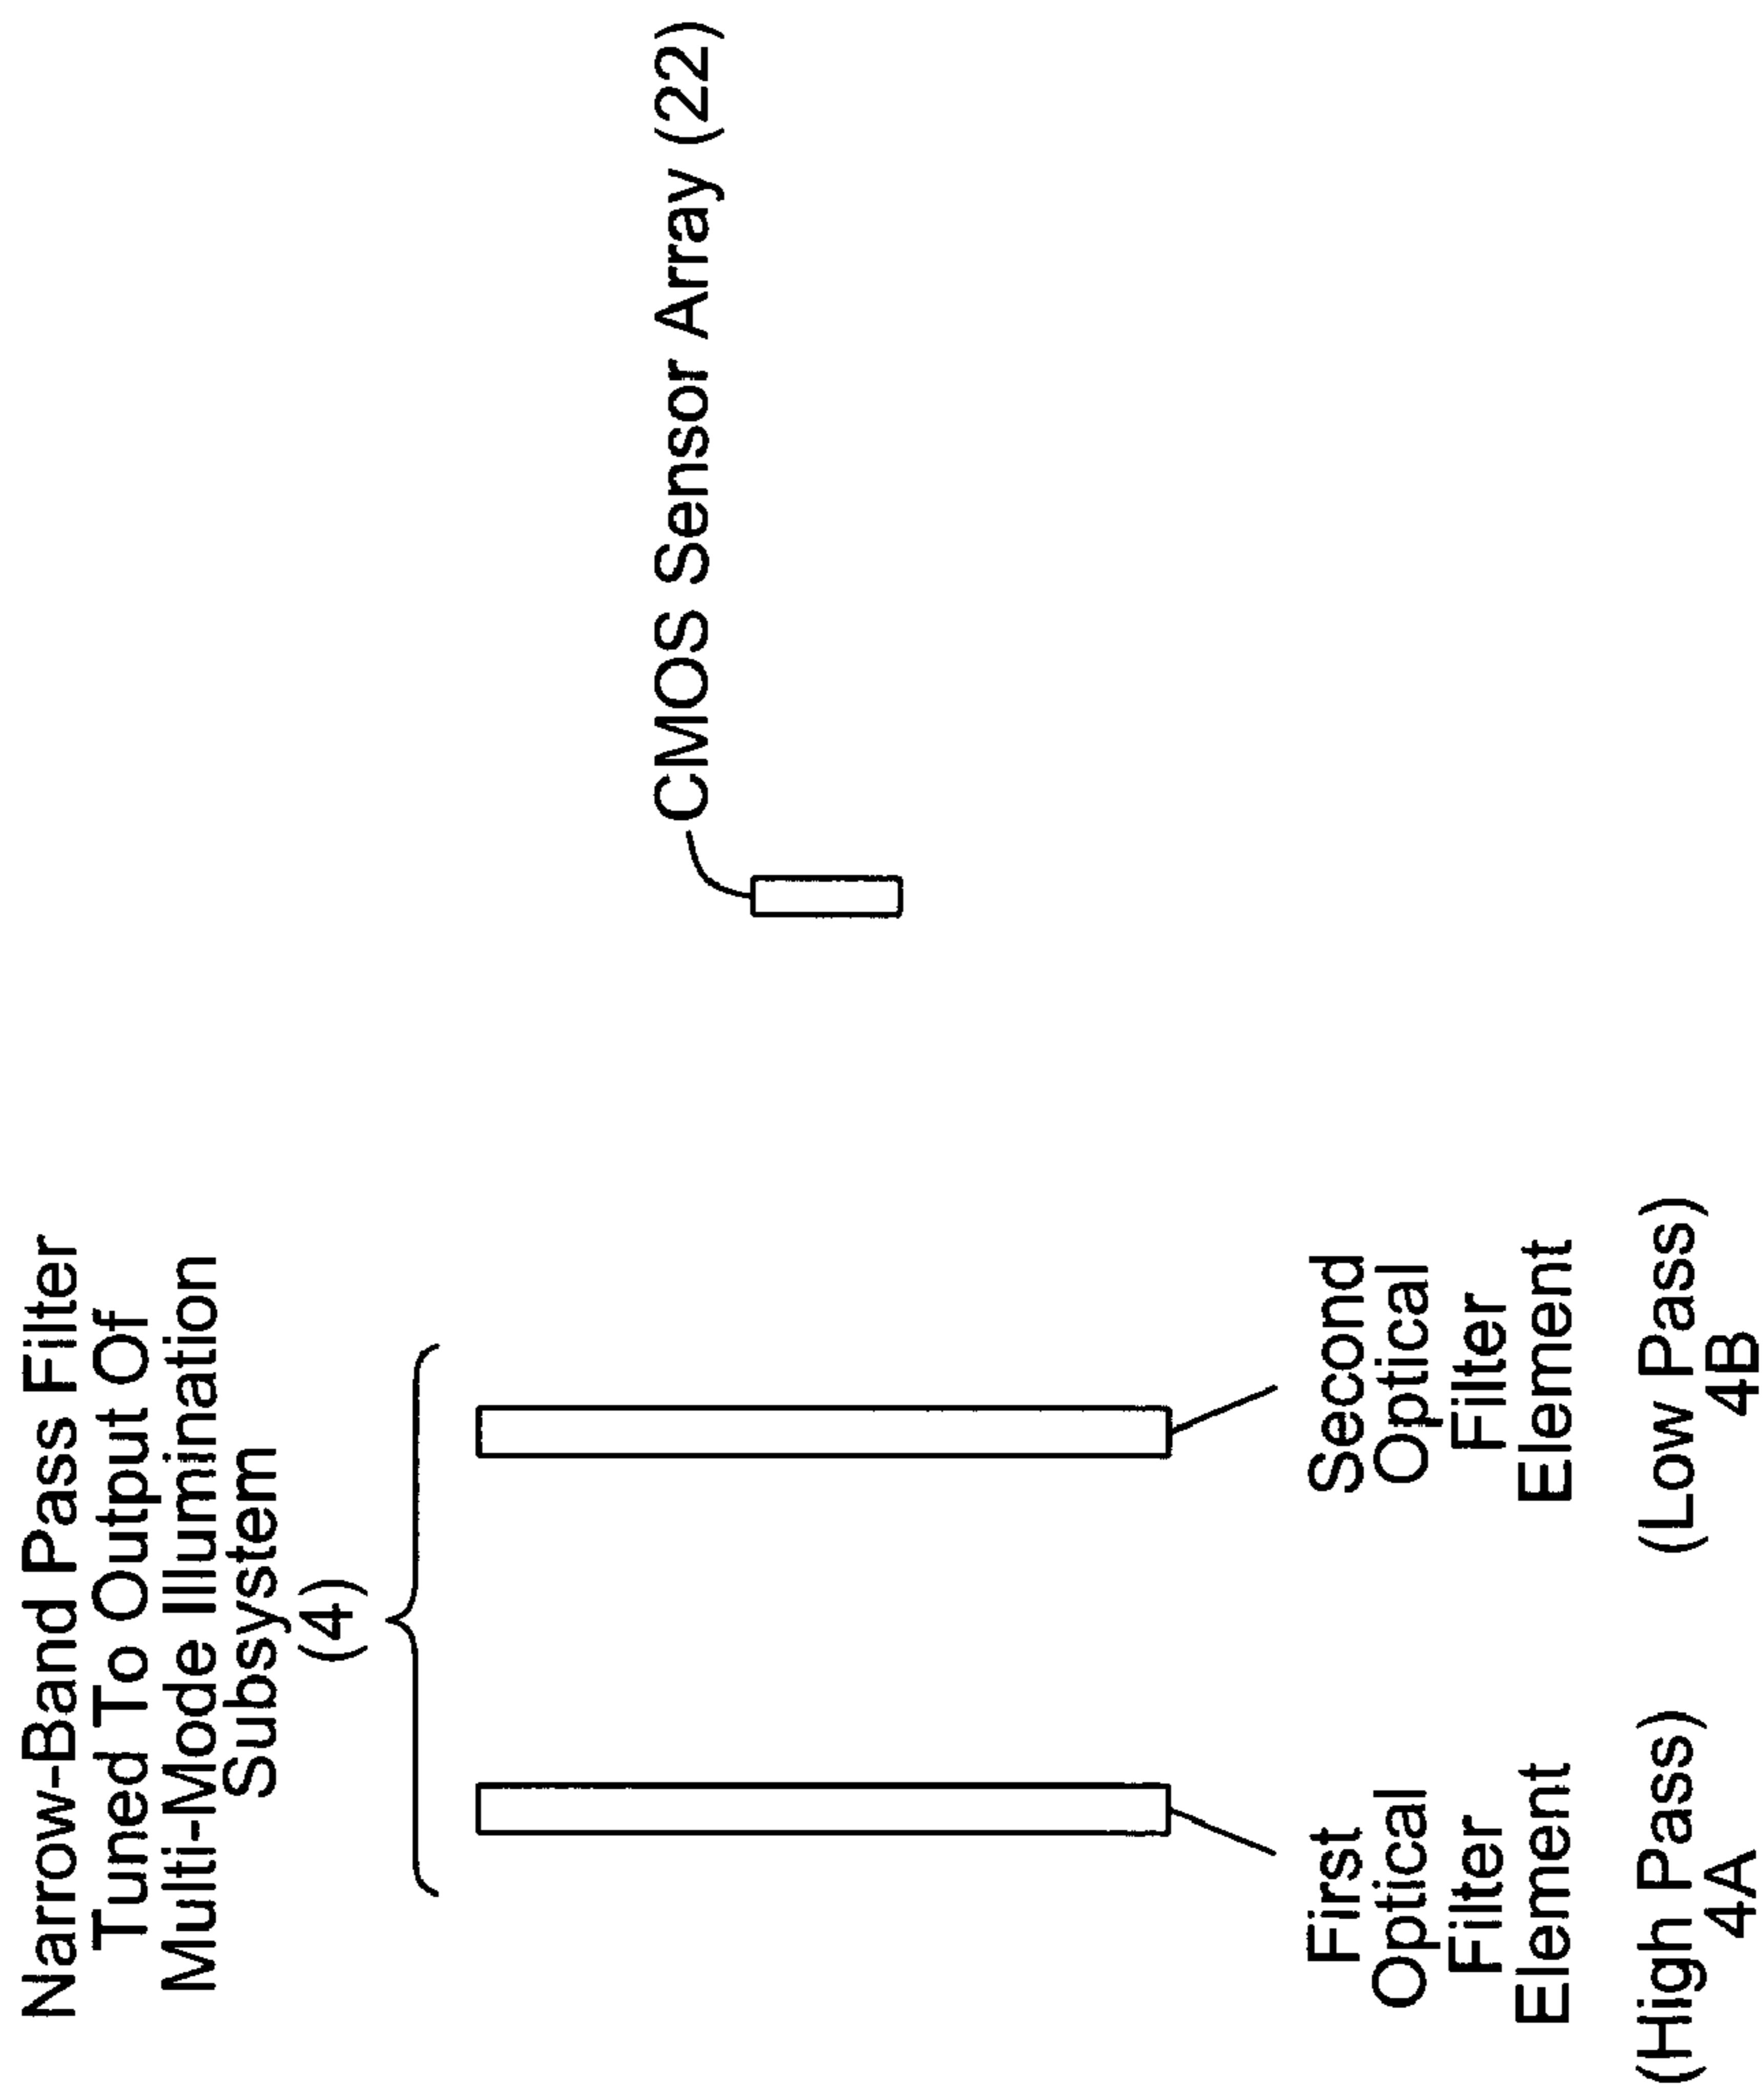 Narrow-Band Pass Filter
Tuned To Output Of
Multi-Mode Illumination
Subsystem
(4)
CMOS Sensor Array (22)
First
Optical
Filter
Element
(High Pass)
4A
Second
Optical
Filter
Element
(Low Pass)
4B